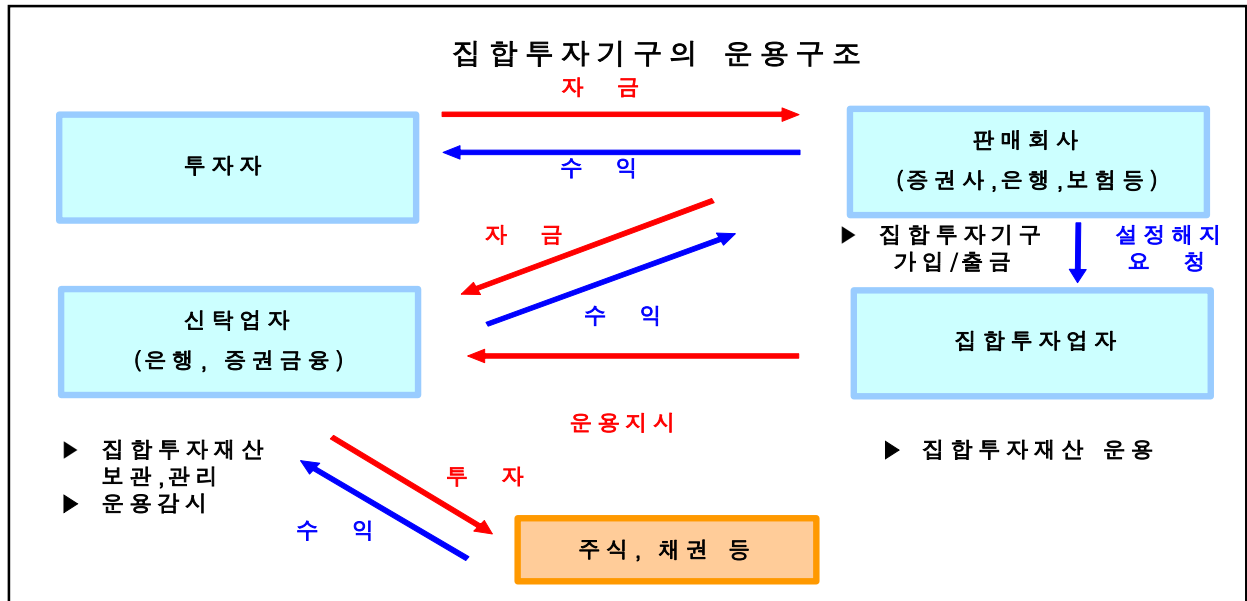 집합투자기구의 운용구조
자 금
투자자
수 익
판매회사
(증권사,은행,보험등)
자 금
▶ 집합투자기구
가입/출금
설정해지
요 청
수 익
신탁업자
(은행, 증권금융)
집합투자업자
운용지시
▶ 집합투자재산
보관,관리
▶ 운용감시
▶ 집합투자재산 운용
투 자
수 익
주식, 채권 등